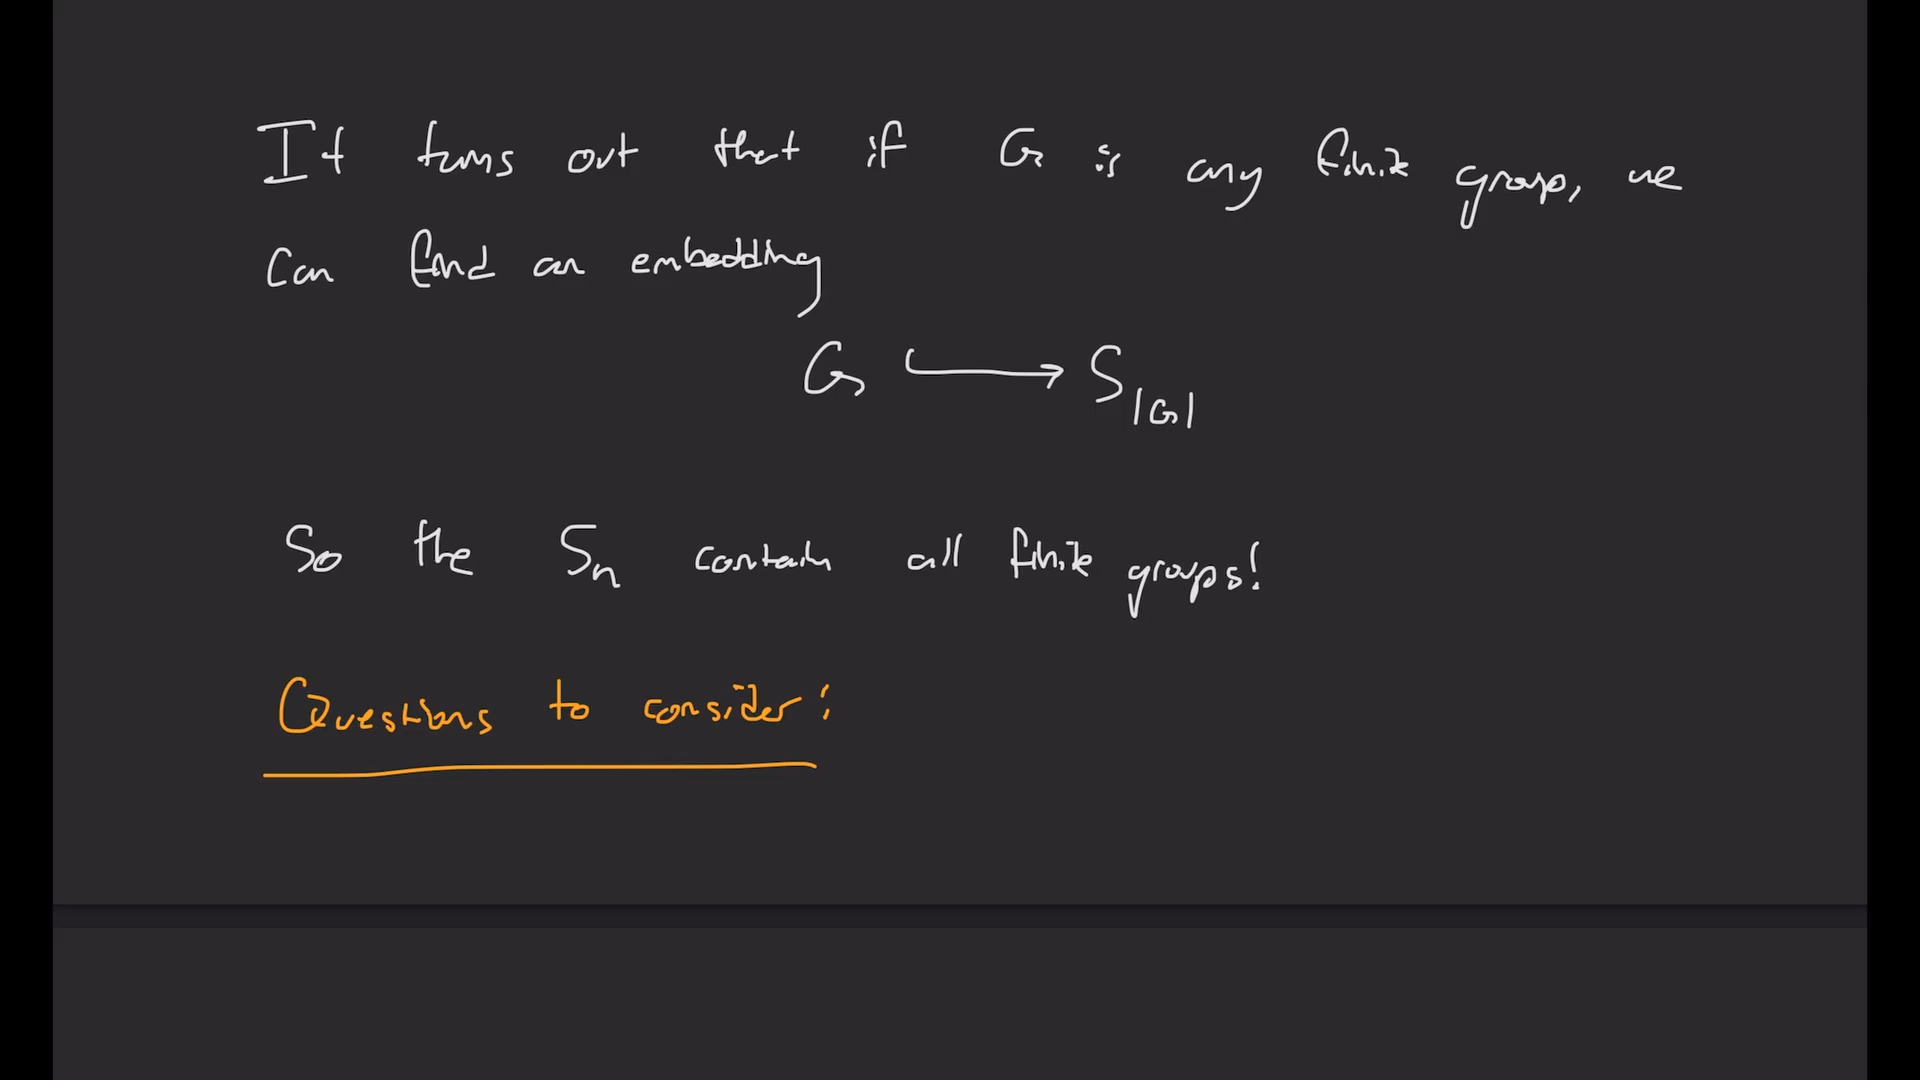 It turns out that if G is any finite group, we
can find an embedding
G ↪ S_{|G|}
So the S_n contain all finite groups!
Questions to consider: